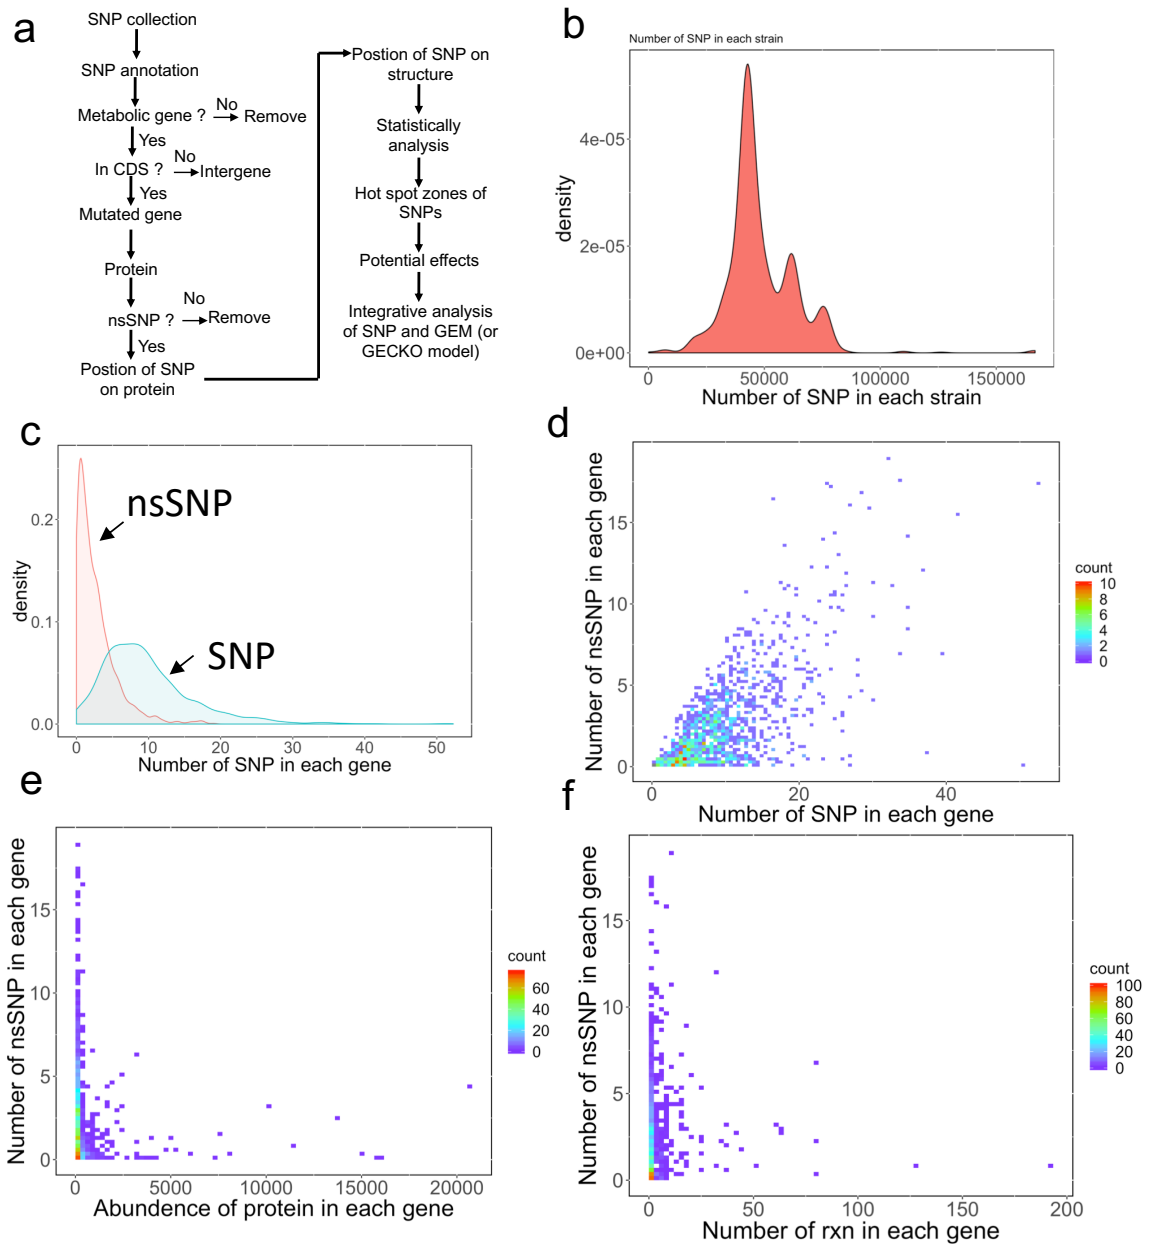 a
SNP collection
SNP annotation
Metabolic gene ?
No
Remove
Yes
In CDS ?
No
Intergene
Yes
Mutated gene
Protein
nsSNP ?
No
Remove
Yes
Postion of SNP
on protein
Postion of SNP on
structure
Statistically
analysis
Hot spot zones of
SNPs
Potential effects
Integrative analysis
of SNP and GEM (or
GECKO model)
b
Number of SNP in each strain
density
4e-05
2e-05
0e+00
0 50000 100000 150000
Number of SNP in each strain
c
nsSNP
SNP
density
0.2
0.1
0.0
0 10 20 30 40 50
Number of SNP in each gene
d
Number of nsSNP in each gene
15
10
5
0
0 20 40
Number of SNP in each gene
count
10
8
6
4
2
0
e
Number of nsSNP in each gene
15
10
5
0
0 5000 10000 15000 20000
Abundence of protein in each gene
count
60
40
20
0
f
Number of nsSNP in each gene
15
10
5
0
0 50 100 150 200
Number of rxn in each gene
count
100
80
60
40
20
0